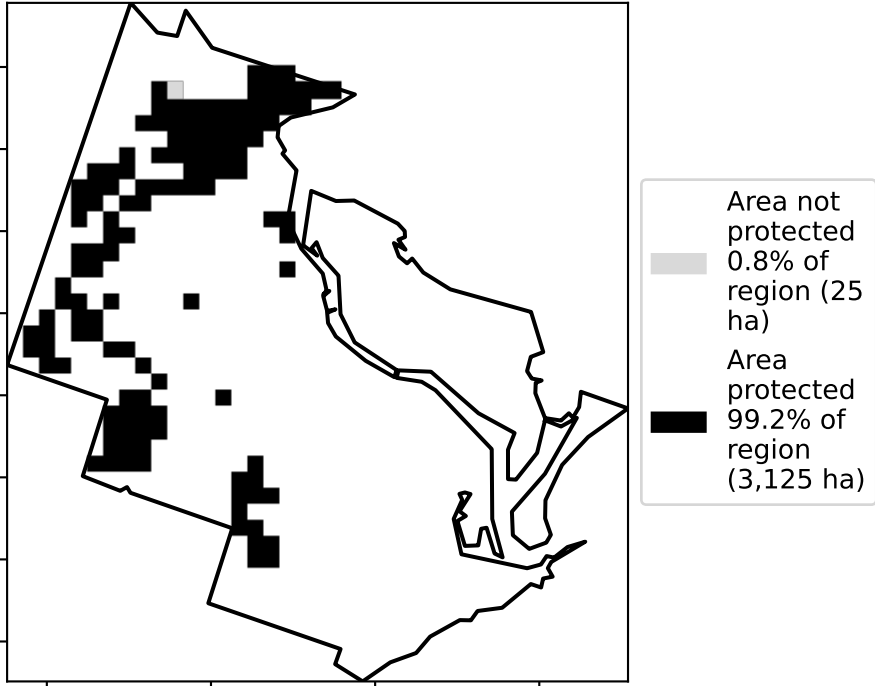 Area not
protected
0.8% of
region (25
ha)
Area
protected
99.2% of
region
(3,125 ha)